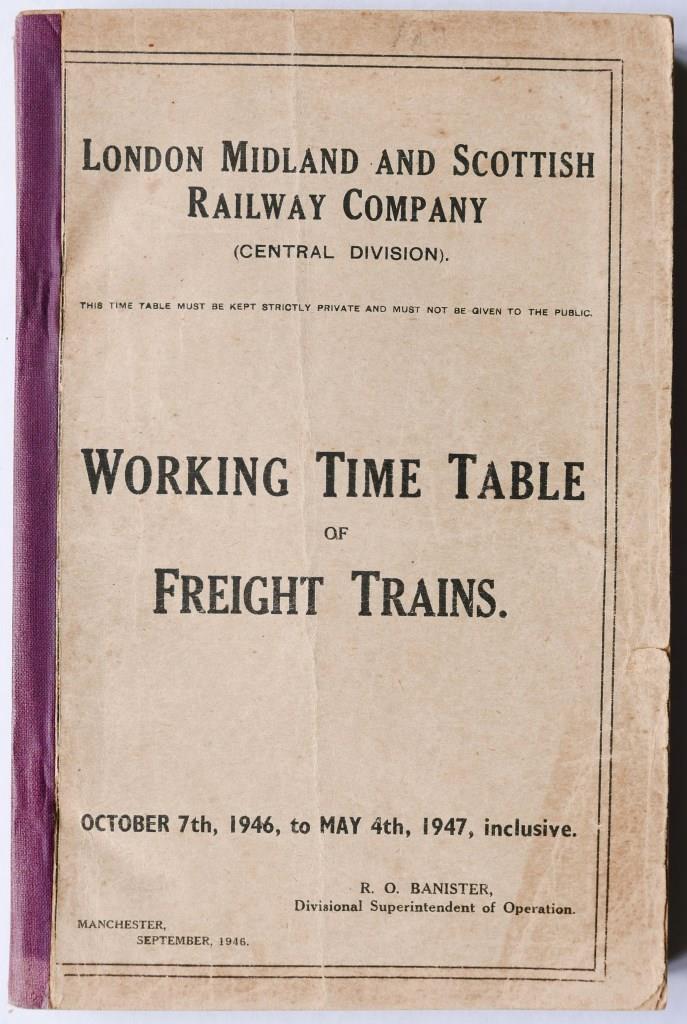 LONDON MIDLAND AND SCOTTISH
RAILWAY COMPANY
(CENTRAL DIVISION).
THIS TIME TABLE MUST BE KEPT STRICTLY PRIVATE AND MUST NOT BE GIVEN TO THE PUBLIC.
WORKING TIME TABLE
OF
FREIGHT TRAINS.
OCTOBER 7th, 1946, to MAY 4th, 1947, inclusive.
R. O. BANISTER,
Divisional Superintendent of Operation.
MANCHESTER,
SEPTEMBER, 1946.